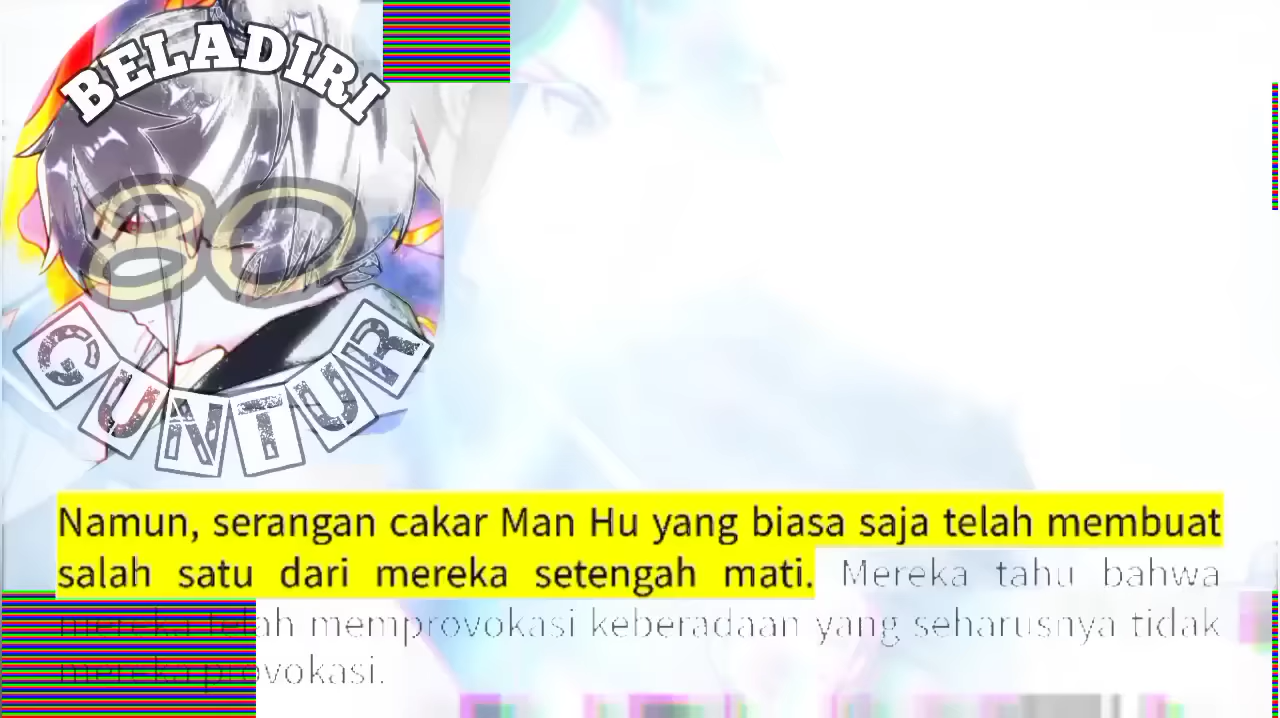 BELADIRI
GUNTUR
Namun, serangan cakar Man Hu yang biasa saja telah membuat
salah satu dari mereka setengah mati. Mereka tahu bahwa
mereka telah memprovokasi keberadaan yang seharusnya tidak
mereka provokasi.